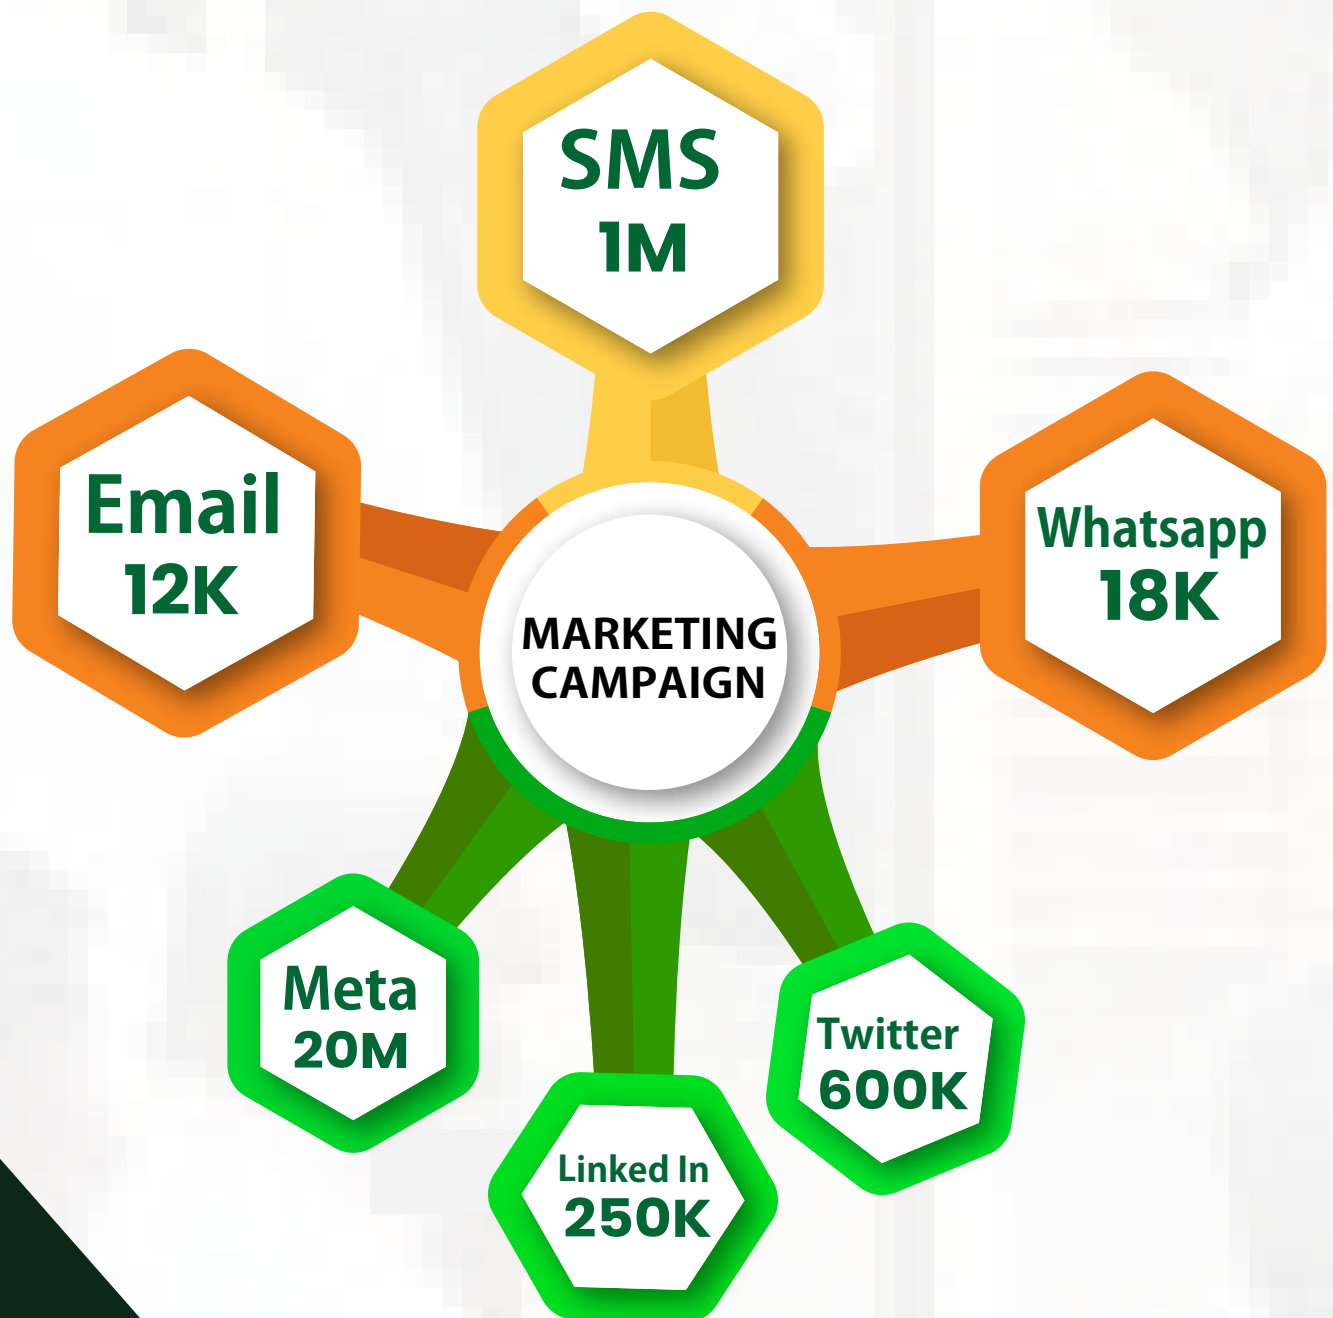 SMS
1M
Email
12K
Whatsapp
18K
MARKETING
CAMPAIGN
Meta
20M
Twitter
600K
Linked In
250K